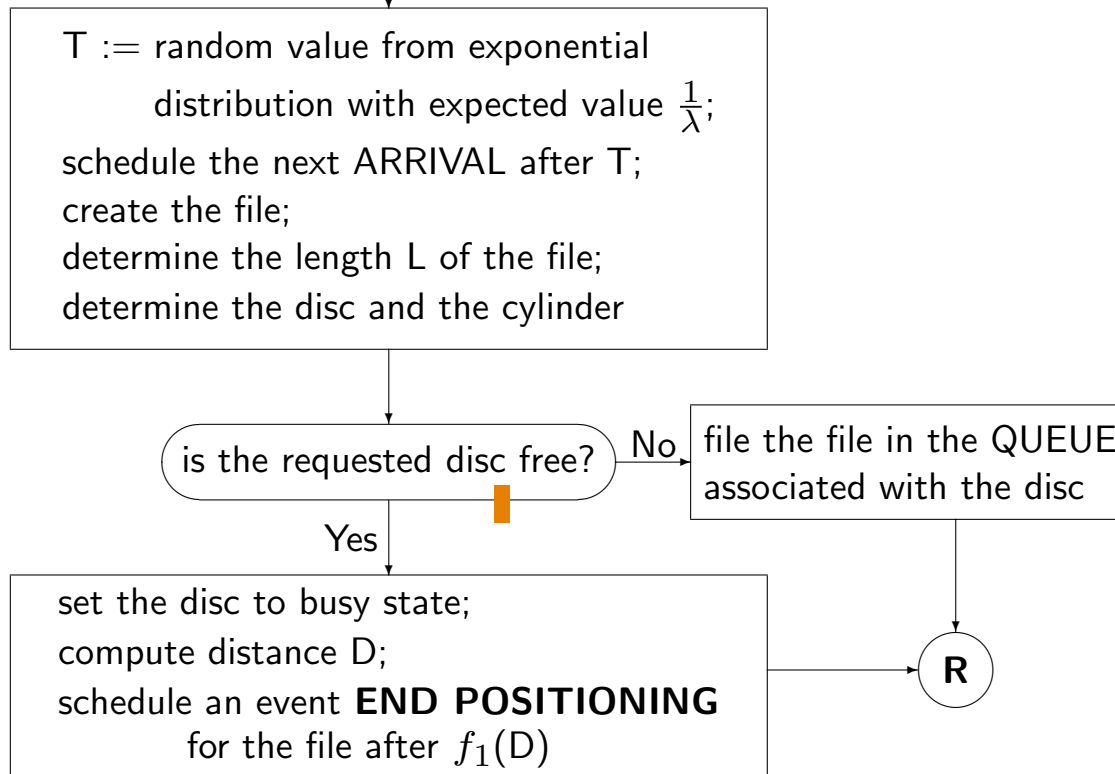 T := random value from exponential
distribution with expected value 1/λ;
schedule the next ARRIVAL after T;
create the file;
determine the length L of the file;
determine the disc and the cylinder
is the requested disc free?
No
file the file in the QUEUE
associated with the disc
Yes
set the disc to busy state;
compute distance D;
schedule an event END POSITIONING
for the file after f₁(D)
R